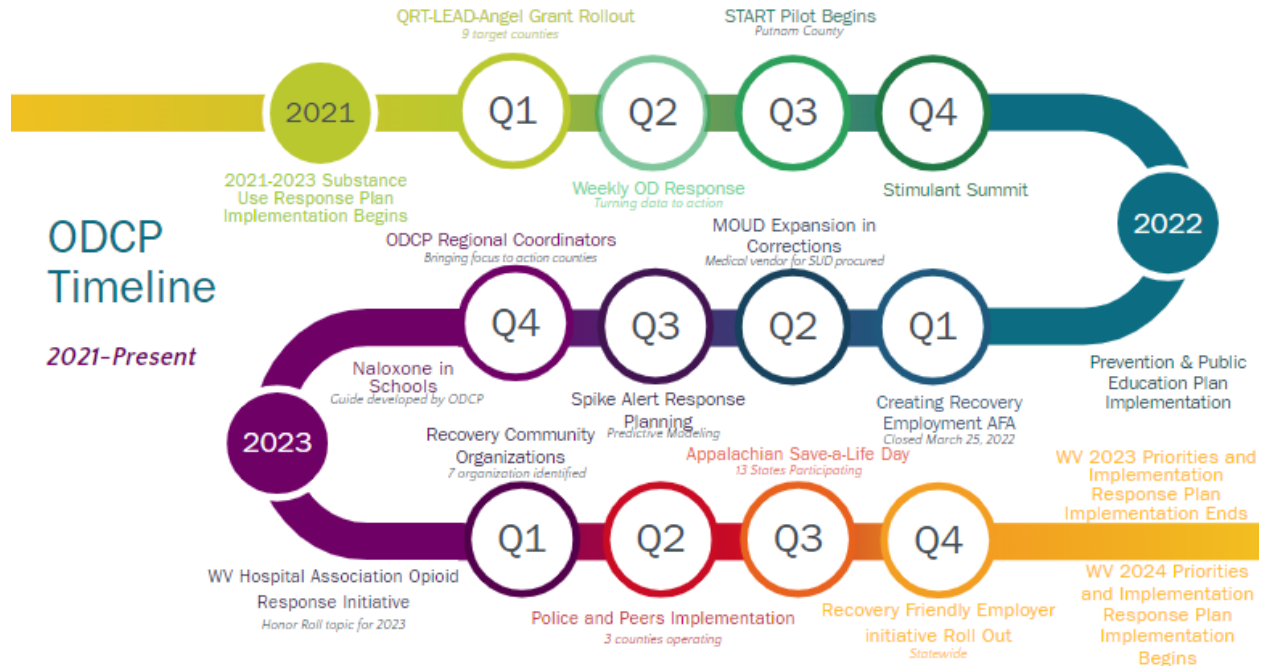 QRT-LEAD-Angel Grant Rollout
9 target counties
START Pilot Begins
Putnam County
2021
Q1
Q2
Q3
Q4
2021-2023 Substance
Use Response Plan
Implementation Begins
Weekly OD Response
Turning data to action
Stimulant Summit
2022
ODCP
Timeline
2021–Present
ODCP Regional Coordinators
Bringing focus to action counties
MOUD Expansion in
Corrections
Medical vendor for SUD procured
Q4
Q3
Q2
Q1
Prevention & Public
Education Plan
Implementation
Naloxone in
Schools
Guide developed by ODCP
Spike Alert Response
Planning
Predictive Modeling
Creating Recovery
Employment AFA
Closed March 25, 2022
2023
Recovery Community
Organizations
7 organization identified
Appalachian Save-a-Life Day
13 States Participating
WV 2023 Priorities and
Implementation
Response Plan
Implementation Ends
Q1
Q2
Q3
Q4
WV Hospital Association Opioid
Response Initiative
Honor Roll topic for 2023
Police and Peers Implementation
3 counties operating
Recovery Friendly Employer
initiative Roll Out
Statewide
WV 2024 Priorities
and Implementation
Response Plan
Implementation
Begins